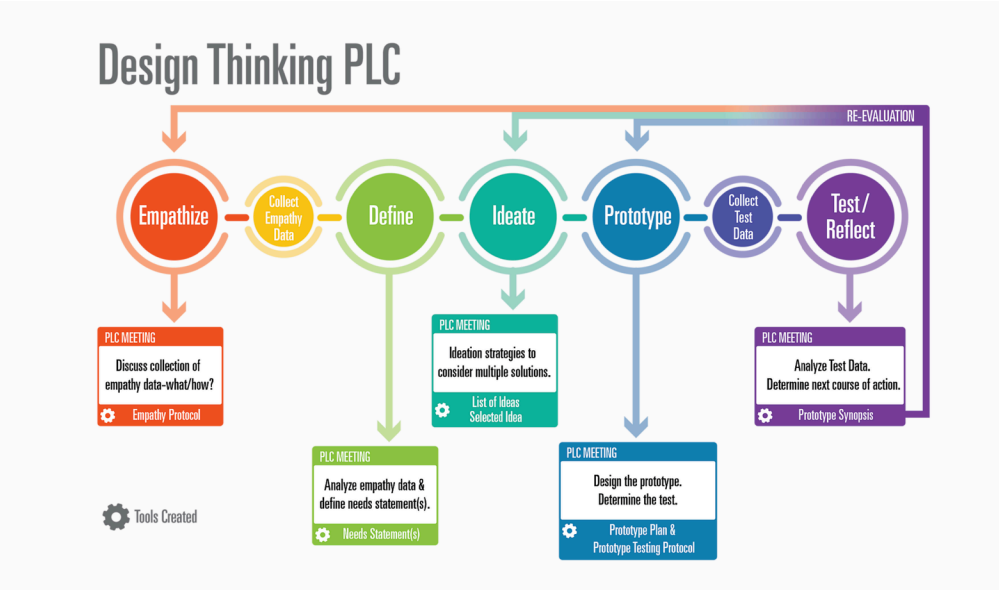 Design Thinking PLC
RE-EVALUATION
Empathize
Collect
Empathy
Data
Define
Ideate
Prototype
Collect
Test
Data
Test/
Reflect
PLC MEETING
Discuss collection of
empathy data-what/how?
Empathy Protocol
PLC MEETING
Analyze empathy data &
define needs statement(s).
Needs Statement(s)
PLC MEETING
Ideation strategies to
consider multiple solutions.
List of Ideas
Selected Idea
PLC MEETING
Design the prototype.
Determine the test.
Prototype Plan &
Prototype Testing Protocol
PLC MEETING
Analyze Test Data.
Determine next course of action.
Prototype Synopsis
Tools Created